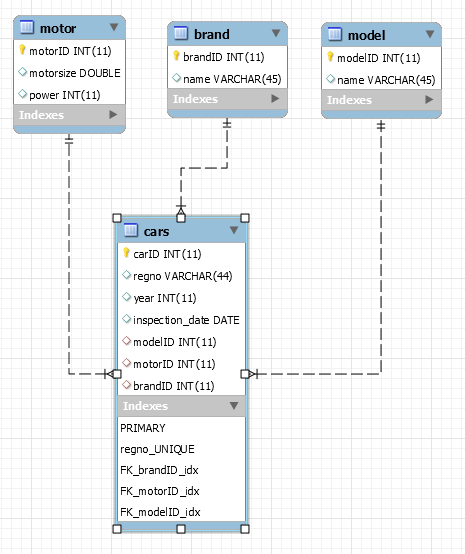 motor
motorID INT(11)
motorsize DOUBLE
power INT(11)
Indexes
brand
brandID INT(11)
name VARCHAR(45)
Indexes
model
modelID INT(11)
name VARCHAR(45)
Indexes
cars
carID INT(11)
regno VARCHAR(44)
year INT(11)
inspection_date DATE
modelID INT(11)
motorID INT(11)
brandID INT(11)
Indexes
PRIMARY
regno_UNIQUE
FK_brandID_idx
FK_motorID_idx
FK_modelID_idx